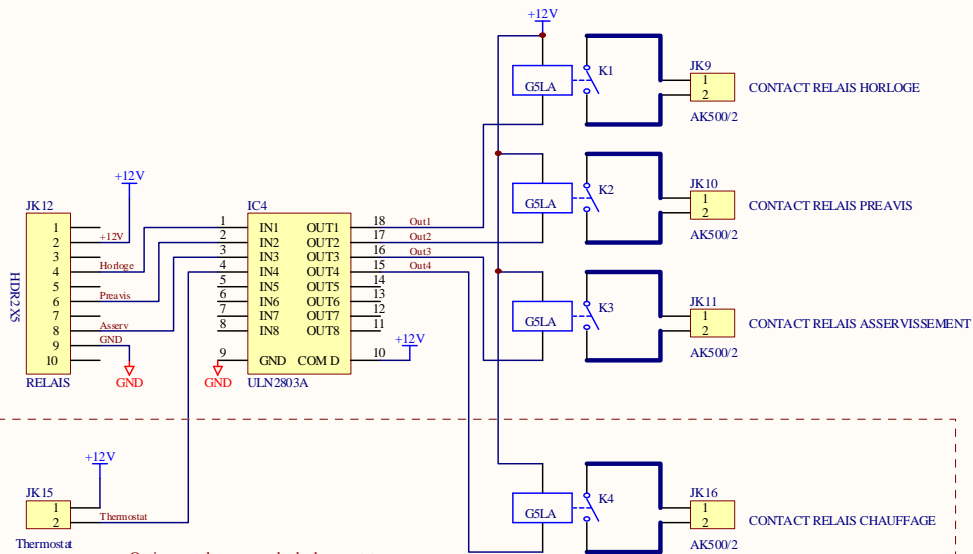 +12V
K1
G5LA
JK9
1
2
AK500/2
CONTACT RELAIS HORLOGE
K2
G5LA
JK10
1
2
AK500/2
CONTACT RELAIS PREAVIS
K3
G5LA
JK11
1
2
AK500/2
CONTACT RELAIS ASSERVISSEMENT
+12V
JK12
1
2
3
4
5
6
7
8
9
10
HDR2X5
RELAIS
+12V
Horloge
Preavis
Asserv
GND
GND
IC4
1 IN1 OUT1 18
2 IN2 OUT2 17
3 IN3 OUT3 16
4 IN4 OUT4 15
5 IN5 OUT5 14
6 IN6 OUT6 13
7 IN7 OUT7 12
8 IN8 OUT8 11
9 GND COM D 10
ULN2803A
GND
Out1
Out2
Out3
Out4
+12V
+12V
JK15
1
2
Thermostat
Thermostat
K4
G5LA
JK16
1
2
AK500/2
CONTACT RELAIS CHAUFFAGE